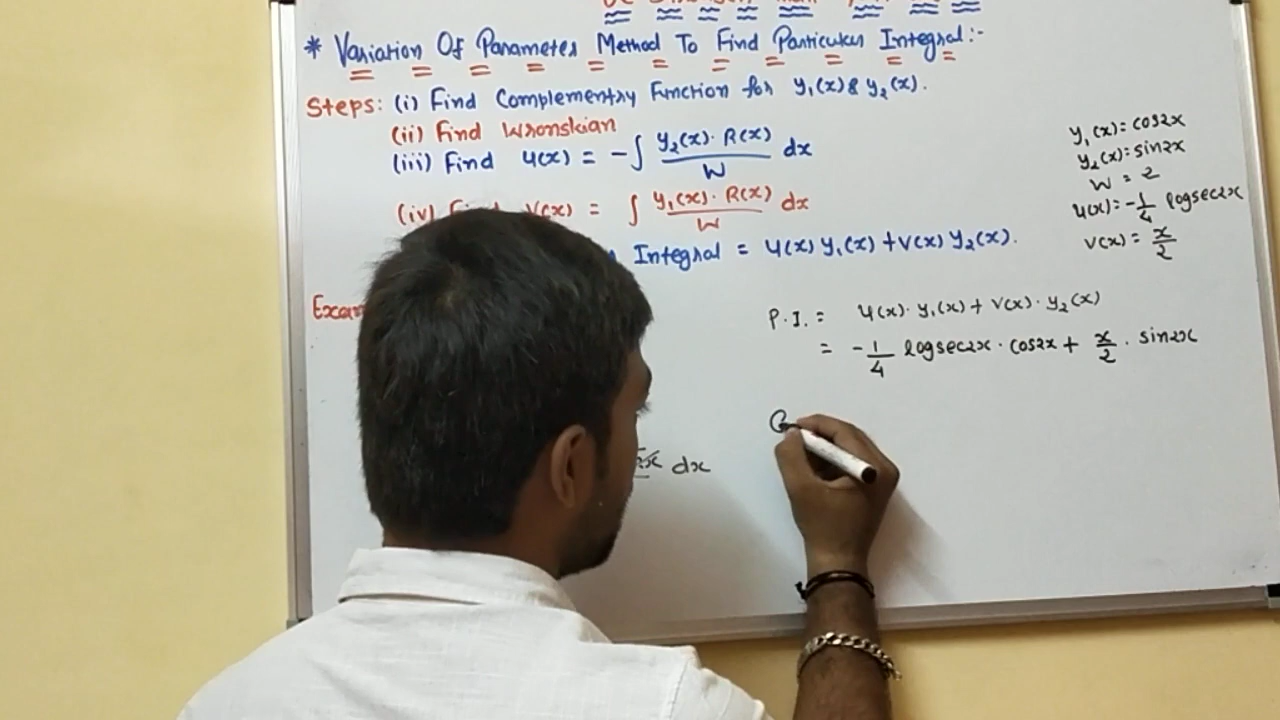 * Variation Of Parameter Method To Find Particular Integral:-
Steps: (i) Find Complementry Function for y₁(x) & y₂(x).
(ii) Find Wronskian
(iii) Find u(x) = -∫ y₂(x)·R(x)/W dx
(iv) Find v(x) = ∫ y₁(x)·R(x)/W dx
Integral = u(x) y₁(x) + v(x) y₂(x).
y₁(x) = cos2x
y₂(x) = sin2x
W = 2
u(x) = -1/4 logsec2x
v(x) = x/2
P.I. = u(x)·y₁(x) + v(x)·y₂(x)
= -1/4 logsec2x · cos2x + x/2 · sin2x
dx